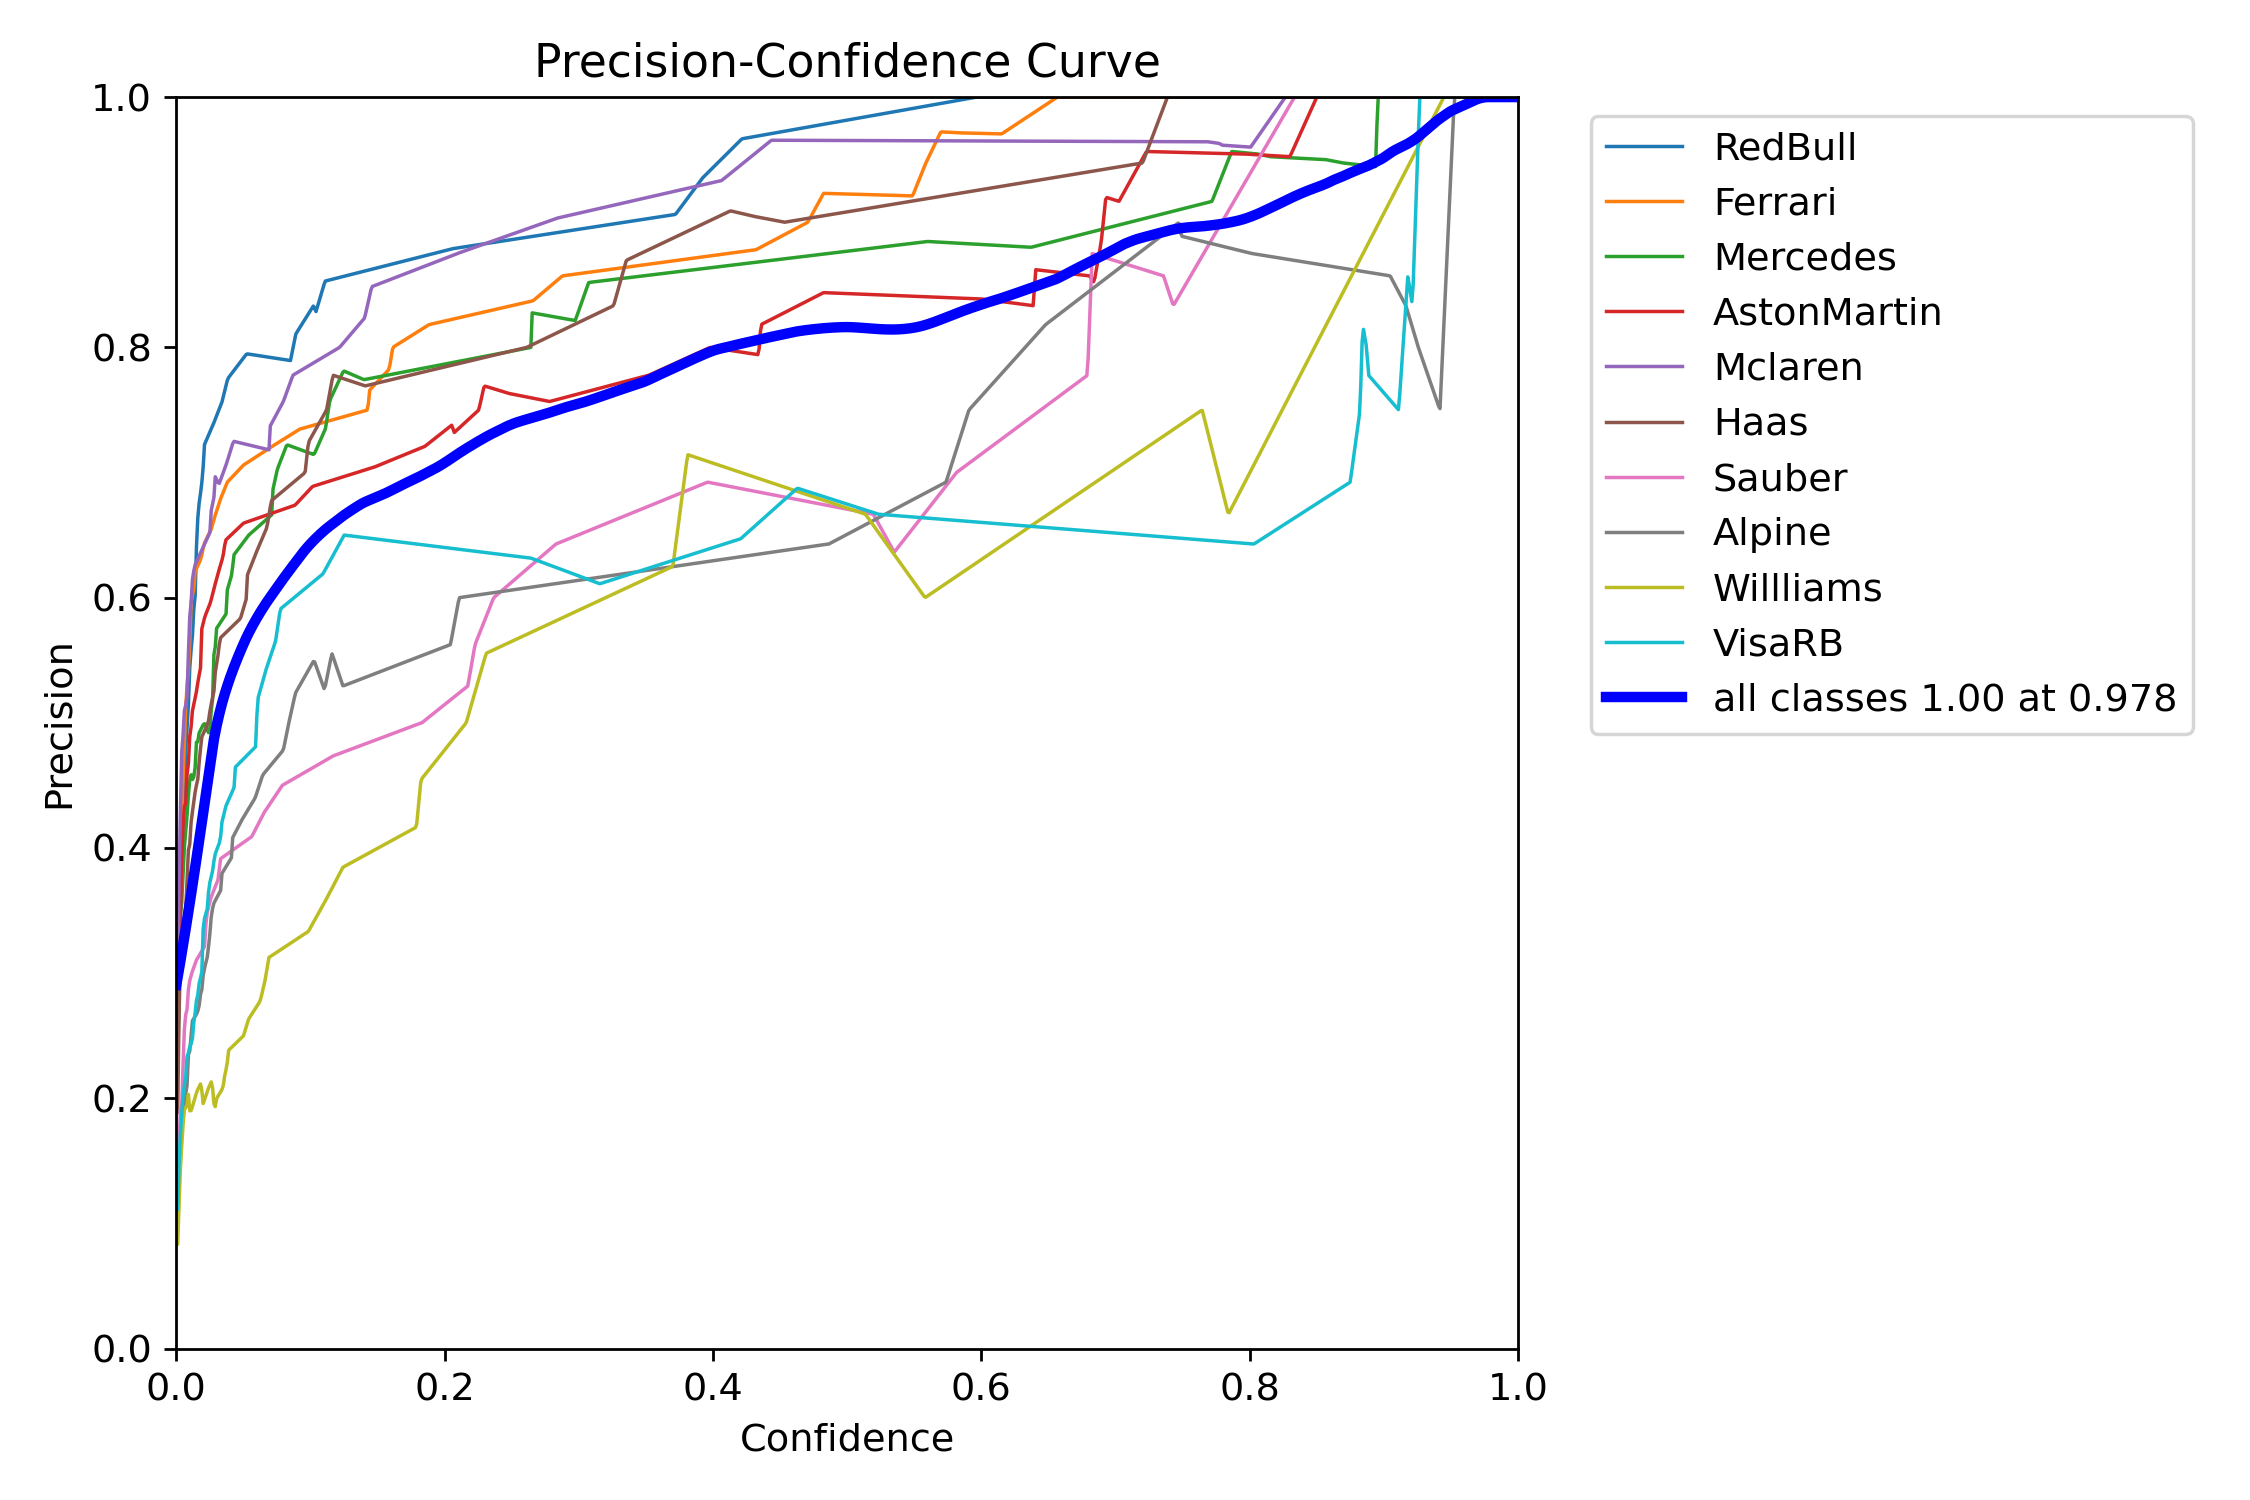 Precision-Confidence Curve
1.0
0.8
0.6
0.4
0.2
0.0
Precision
0.0 0.2 0.4 0.6 0.8 1.0
Confidence
RedBull
Ferrari
Mercedes
AstonMartin
Mclaren
Haas
Sauber
Alpine
Willliams
VisaRB
all classes 1.00 at 0.978